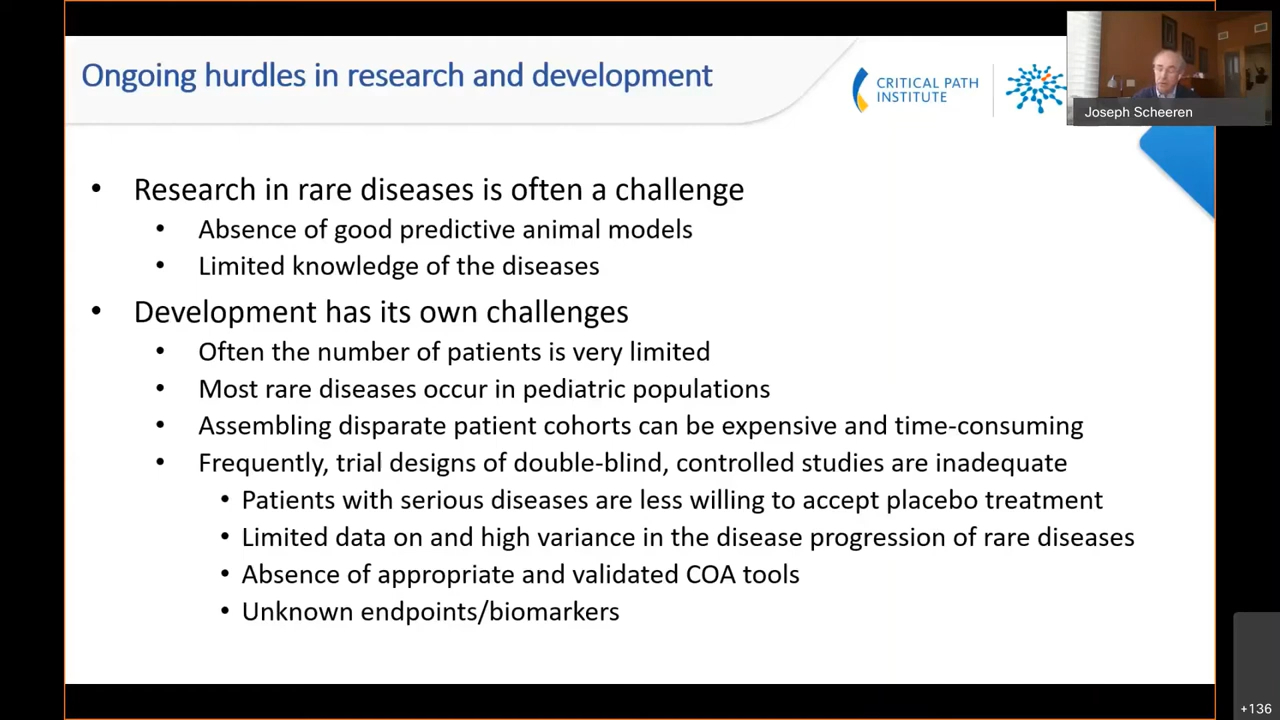 Ongoing hurdles in research and development
CRITICAL PATH
INSTITUTE
Joseph Scheeren
• Research in rare diseases is often a challenge
• Absence of good predictive animal models
• Limited knowledge of the diseases
• Development has its own challenges
• Often the number of patients is very limited
• Most rare diseases occur in pediatric populations
• Assembling disparate patient cohorts can be expensive and time-consuming
• Frequently, trial designs of double-blind, controlled studies are inadequate
• Patients with serious diseases are less willing to accept placebo treatment
• Limited data on and high variance in the disease progression of rare diseases
• Absence of appropriate and validated COA tools
• Unknown endpoints/biomarkers
+136